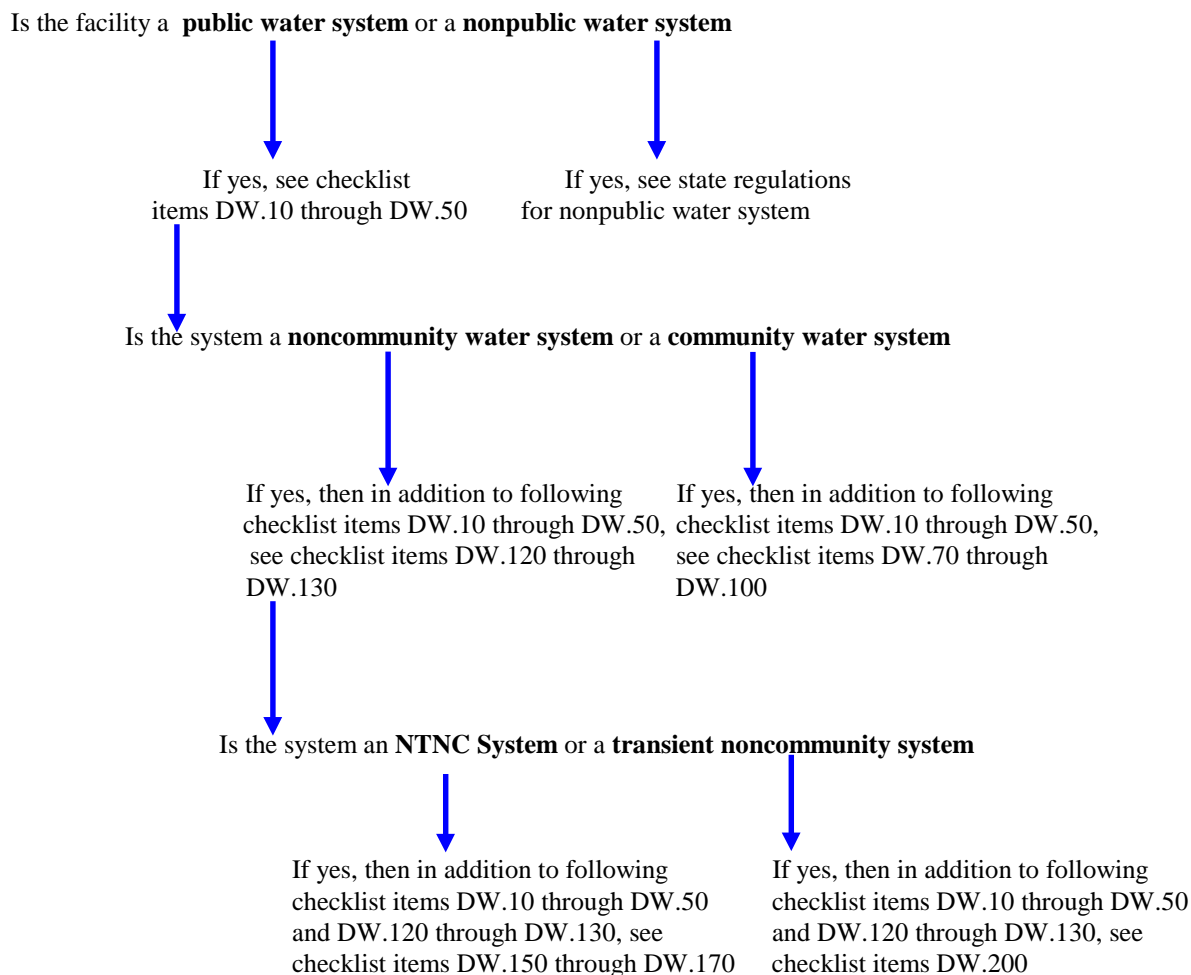 Is the facility a public water system or a nonpublic water system
If yes, see checklist
items DW.10 through DW.50
If yes, see state regulations
for nonpublic water system
Is the system a noncommunity water system or a community water system
If yes, then in addition to following
checklist items DW.10 through DW.50,
see checklist items DW.120 through
DW.130
If yes, then in addition to following
checklist items DW.10 through DW.50,
see checklist items DW.70 through
DW.100
Is the system an NTNC System or a transient noncommunity system
If yes, then in addition to following
checklist items DW.10 through DW.50
and DW.120 through DW.130, see
checklist items DW.150 through DW.170
If yes, then in addition to following
checklist items DW.10 through DW.50
and DW.120 through DW.130, see
checklist items DW.200